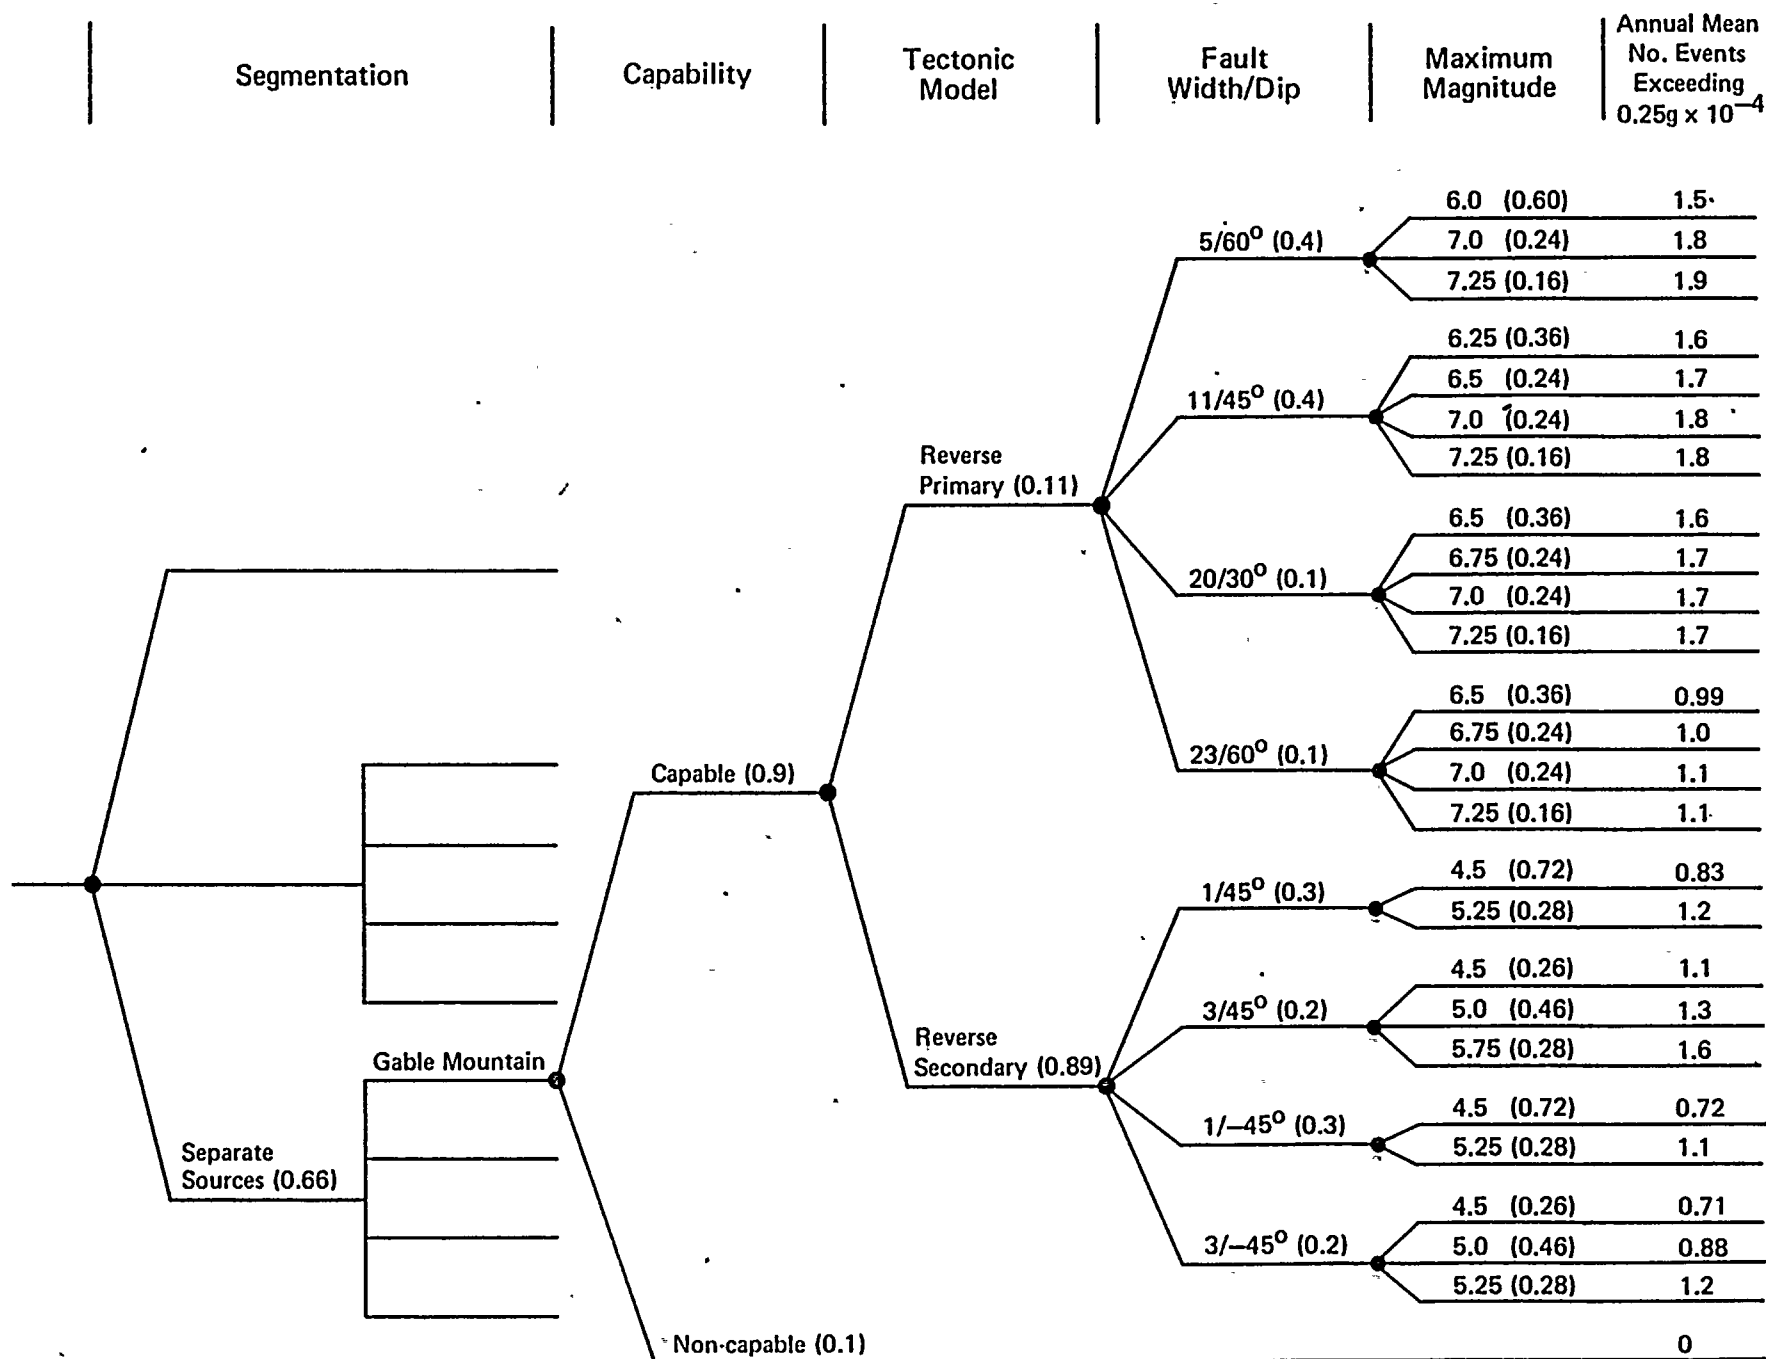 Segmentation
Capability
Tectonic
Model
Fault
Width/Dip
Maximum
Magnitude
Annual Mean
No. Events
Exceeding
0.25g x 10⁻⁴
6.0 (0.60) 1.5
5/60⁰ (0.4) 7.0 (0.24) 1.8
7.25 (0.16) 1.9
6.25 (0.36) 1.6
6.5 (0.24) 1.7
11/45⁰ (0.4) 7.0 (0.24) 1.8
7.25 (0.16) 1.8
Reverse
Primary (0.11)
6.5 (0.36) 1.6
6.75 (0.24) 1.7
20/30⁰ (0.1) 7.0 (0.24) 1.7
7.25 (0.16) 1.7
6.5 (0.36) 0.99
6.75 (0.24) 1.0
23/60⁰ (0.1) 7.0 (0.24) 1.1
7.25 (0.16) 1.1
Capable (0.9)
4.5 (0.72) 0.83
1/45⁰ (0.3) 5.25 (0.28) 1.2
4.5 (0.26) 1.1
3/45⁰ (0.2) 5.0 (0.46) 1.3
5.75 (0.28) 1.6
Reverse
Secondary (0.89)
Gable Mountain
4.5 (0.72) 0.72
1/–45⁰ (0.3) 5.25 (0.28) 1.1
Separate
Sources (0.66)
4.5 (0.26) 0.71
3/–45⁰ (0.2) 5.0 (0.46) 0.88
5.25 (0.28) 1.2
Non-capable (0.1) 0